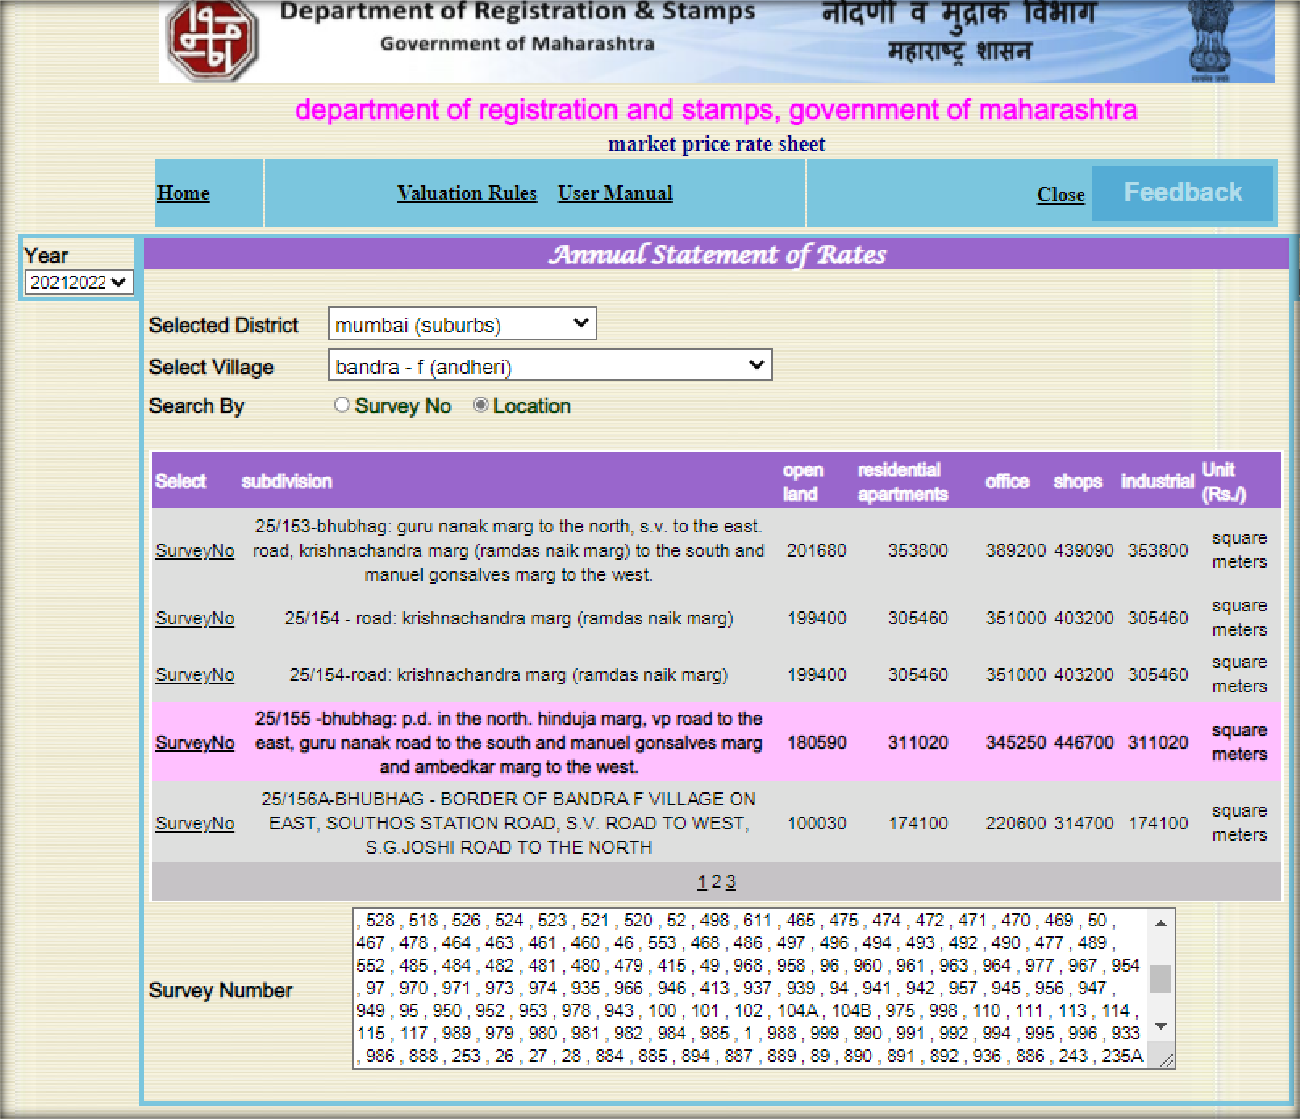 Department of Registration & Stamps
Government of Maharashtra
नोंदणी व मुद्रांक विभाग
महाराष्ट्र शासन
department of registration and stamps, government of maharashtra
market price rate sheet
Home Valuation Rules User Manual Close Feedback
Year
20212022
Annual Statement of Rates
Selected District mumbai (suburbs)
Select Village bandra - f (andheri)
Search By Survey No Location
Select subdivision open land residential apartments office shops industrial Unit (Rs./)
25/153-bhubhag: guru nanak marg to the north, s.v. to the east.
SurveyNo road, krishnachandra marg (ramdas naik marg) to the south and 201680 353800 389200 439090 353800 square meters
manuel gonsalves marg to the west.
SurveyNo 25/154 - road: krishnachandra marg (ramdas naik marg) 199400 305460 351000 403200 305460 square meters
SurveyNo 25/154-road: krishnachandra marg (ramdas naik marg) 199400 305460 351000 403200 305460 square meters
25/155 -bhubhag: p.d. in the north. hinduja marg, vp road to the
SurveyNo east, guru nanak road to the south and manuel gonsalves marg 180590 311020 345250 446700 311020 square meters
and ambedkar marg to the west.
25/156A-BHUBHAG - BORDER OF BANDRA F VILLAGE ON
SurveyNo EAST, SOUTHOS STATION ROAD, S.V. ROAD TO WEST, 100030 174100 220600 314700 174100 square meters
S.G.JOSHI ROAD TO THE NORTH
1 2 3
Survey Number
, 528 , 518 , 526 , 524 , 523 , 521 , 520 , 52 , 498 , 611 , 465 , 475 , 474 , 472 , 471 , 470 , 469 , 50 ,
467 , 478 , 464 , 463 , 461 , 460 , 46 , 553 , 468 , 486 , 497 , 496 , 494 , 493 , 492 , 490 , 477 , 489 ,
552 , 485 , 484 , 482 , 481 , 480 , 479 , 415 , 49 , 968 , 958 , 96 , 960 , 961 , 963 , 964 , 977 , 967 , 954
, 97 , 970 , 971 , 973 , 974 , 935 , 966 , 946 , 413 , 937 , 939 , 94 , 941 , 942 , 957 , 945 , 956 , 947 ,
949 , 95 , 950 , 952 , 953 , 978 , 943 , 100 , 101 , 102 , 104A , 104B , 975 , 998 , 110 , 111 , 113 , 114 ,
115 , 117 , 989 , 979 , 980 , 981 , 982 , 984 , 985 , 1 , 988 , 999 , 990 , 991 , 992 , 994 , 995 , 996 , 933
, 986 , 888 , 253 , 26 , 27 , 28 , 884 , 885 , 894 , 887 , 889 , 89 , 890 , 891 , 892 , 936 , 886 , 243 , 235A